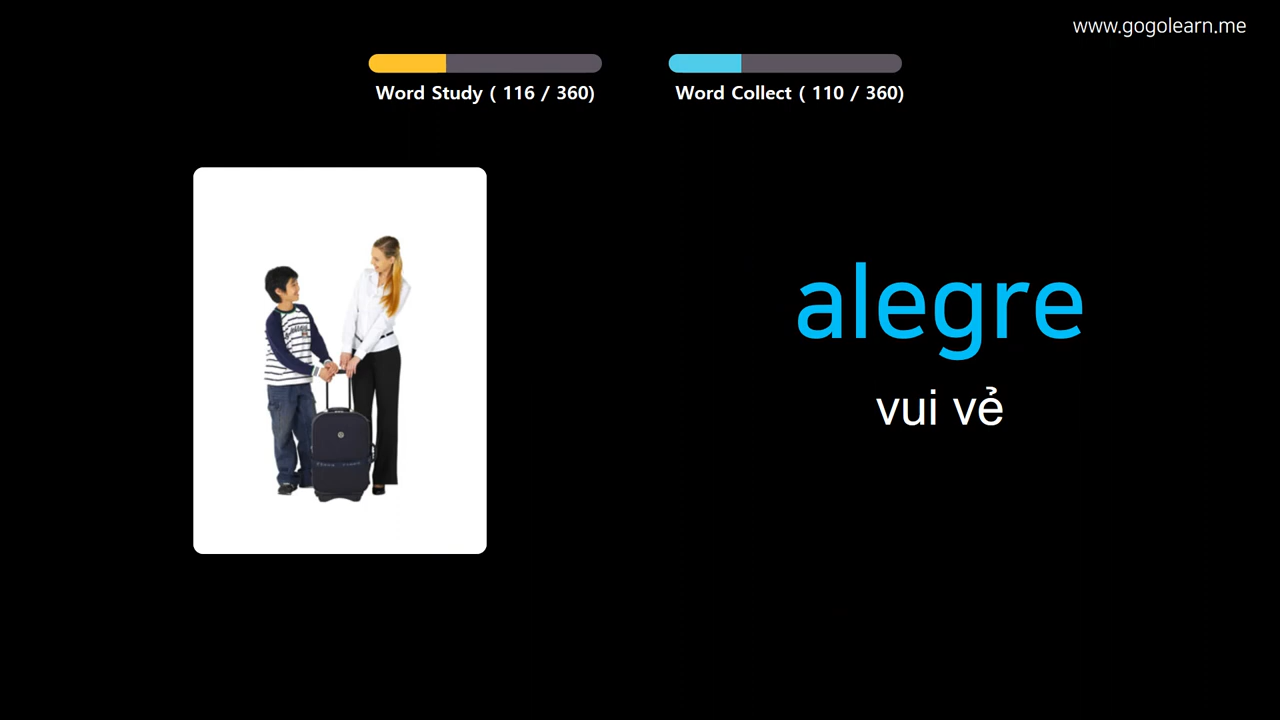 www.gogolearn.me
Word Study ( 116 / 360)
Word Collect ( 110 / 360)
alegre
vui vẻ